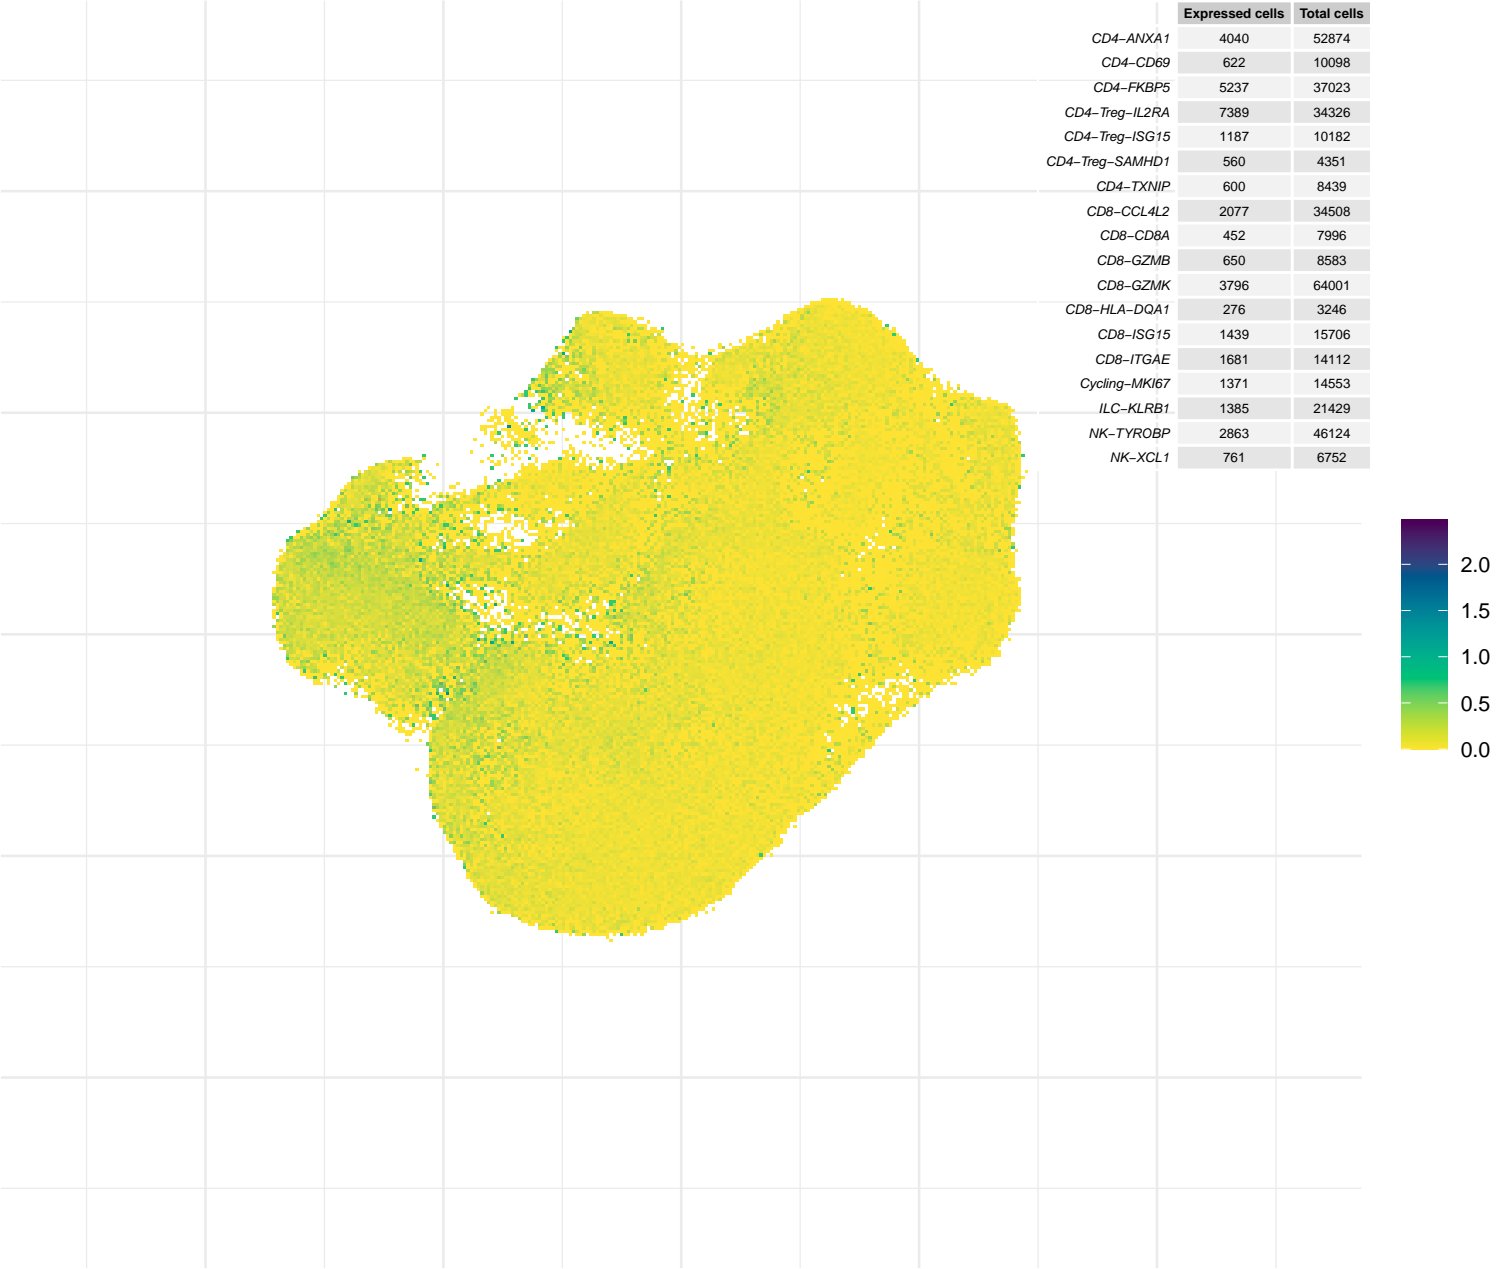 Expressed cells Total cells
CD4−ANXA1 4040 52874
CD4−CD69 622 10098
CD4−FKBP5 5237 37023
CD4−Treg−IL2RA 7389 34326
CD4−Treg−ISG15 1187 10182
CD4−Treg−SAMHD1 560 4351
CD4−TXNIP 600 8439
CD8−CCL4L2 2077 34508
CD8−CD8A 452 7996
CD8−GZMB 650 8583
CD8−GZMK 3796 64001
CD8−HLA−DQA1 276 3246
CD8−ISG15 1439 15706
CD8−ITGAE 1681 14112
Cycling−MKI67 1371 14553
ILC−KLRB1 1385 21429
NK−TYROBP 2863 46124
NK−XCL1 761 6752
2.0
1.5
1.0
0.5
0.0